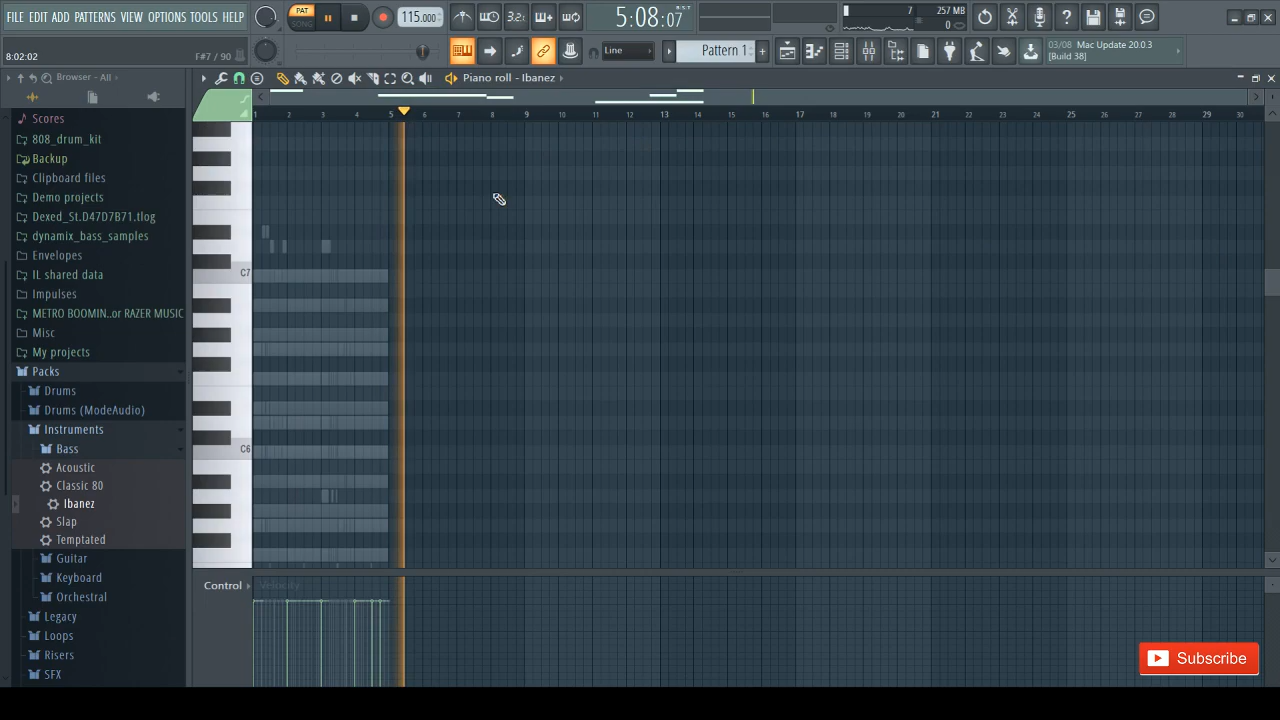 FILE EDIT ADD PATTERNS VIEW OPTIONS TOOLS HELP
PAT
SONG
115.000
3.2
5:08:07
B:S:T
7
257 MB
0
8:02:02
F#7 / 90
Line
Pattern 1
03/08 Mac Update 20.0.3
[Build 38]
Browser - All
Piano roll - Ibanez
Scores
808_drum_kit
Backup
Clipboard files
Demo projects
Dexed_St.D47D7B71.tlog
dynamix_bass_samples
Envelopes
IL shared data
Impulses
METRO BOOMIN..or RAZER MUSIC
Misc
My projects
Packs
Drums
Drums (ModeAudio)
Instruments
Bass
Acoustic
Classic 80
Ibanez
Slap
Temptated
Guitar
Keyboard
Orchestral
Legacy
Loops
Risers
SFX
1 2 3 4 5 6 7 8 9 10 11 12 13 14 15 16 17 18 19 20 21 22 23 24 25 26 27 28 29 30
C7
C6
Control
Velocity
Subscribe